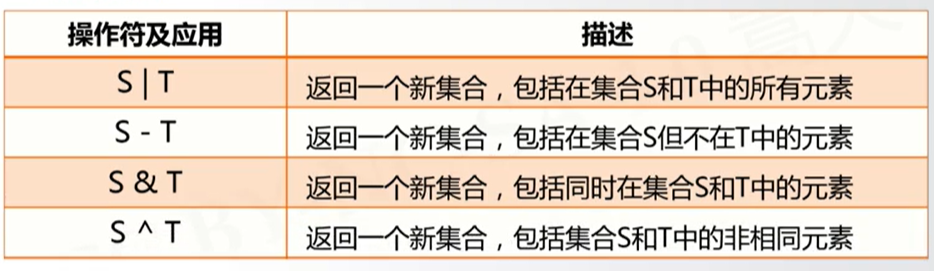 操作符及应用 描述
S | T 返回一个新集合，包括在集合S和T中的所有元素
S - T 返回一个新集合，包括在集合S但不在T中的元素
S & T 返回一个新集合，包括同时在集合S和T中的元素
S ^ T 返回一个新集合，包括集合S和T中的非相同元素